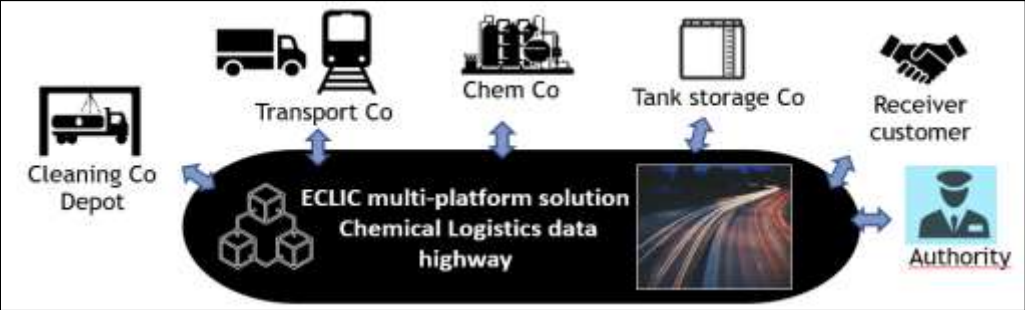 Transport Co
Chem Co
Tank storage Co
Receiver
customer
Cleaning Co
Depot
ECLIC multi-platform solution
Chemical Logistics data
highway
Authority